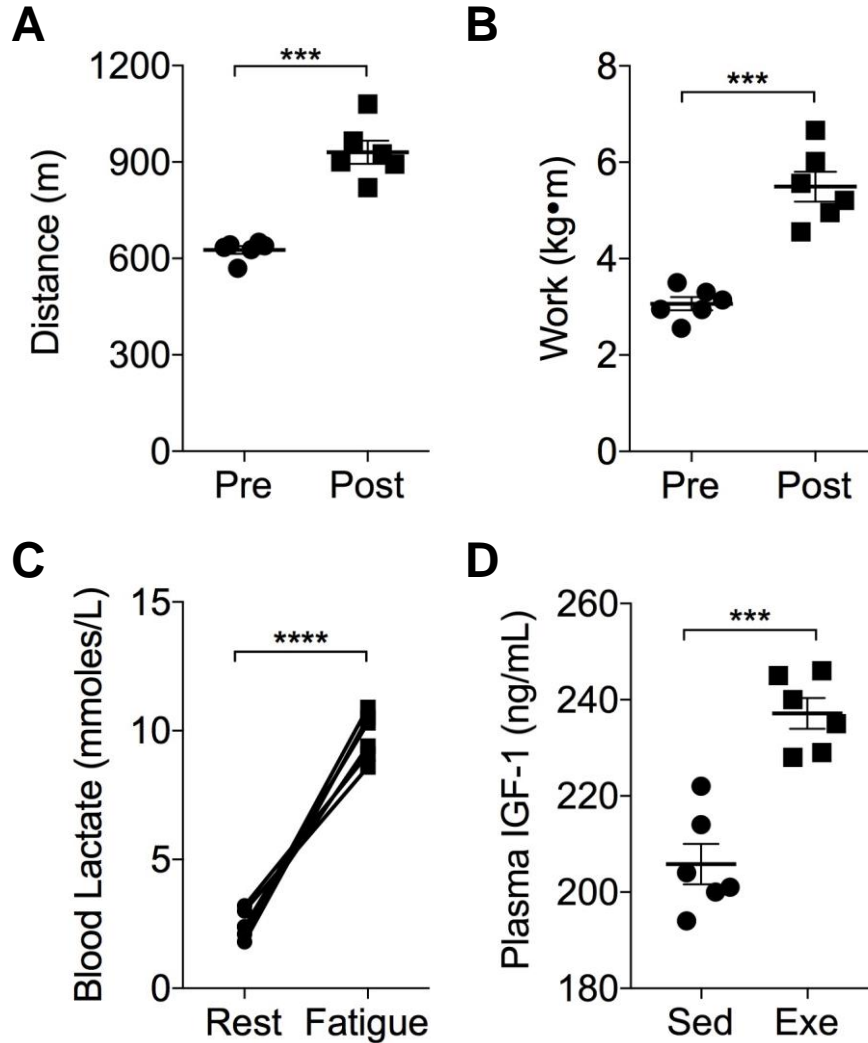 A
Distance (m)
1200
900
600
300
0
***
Pre Post
B
Work (kg•m)
8
6
4
2
0
***
Pre Post
C
Blood Lactate (mmoles/L)
15
10
5
0
****
Rest Fatigue
D
Plasma IGF-1 (ng/mL)
260
240
220
200
180
***
Sed Exe